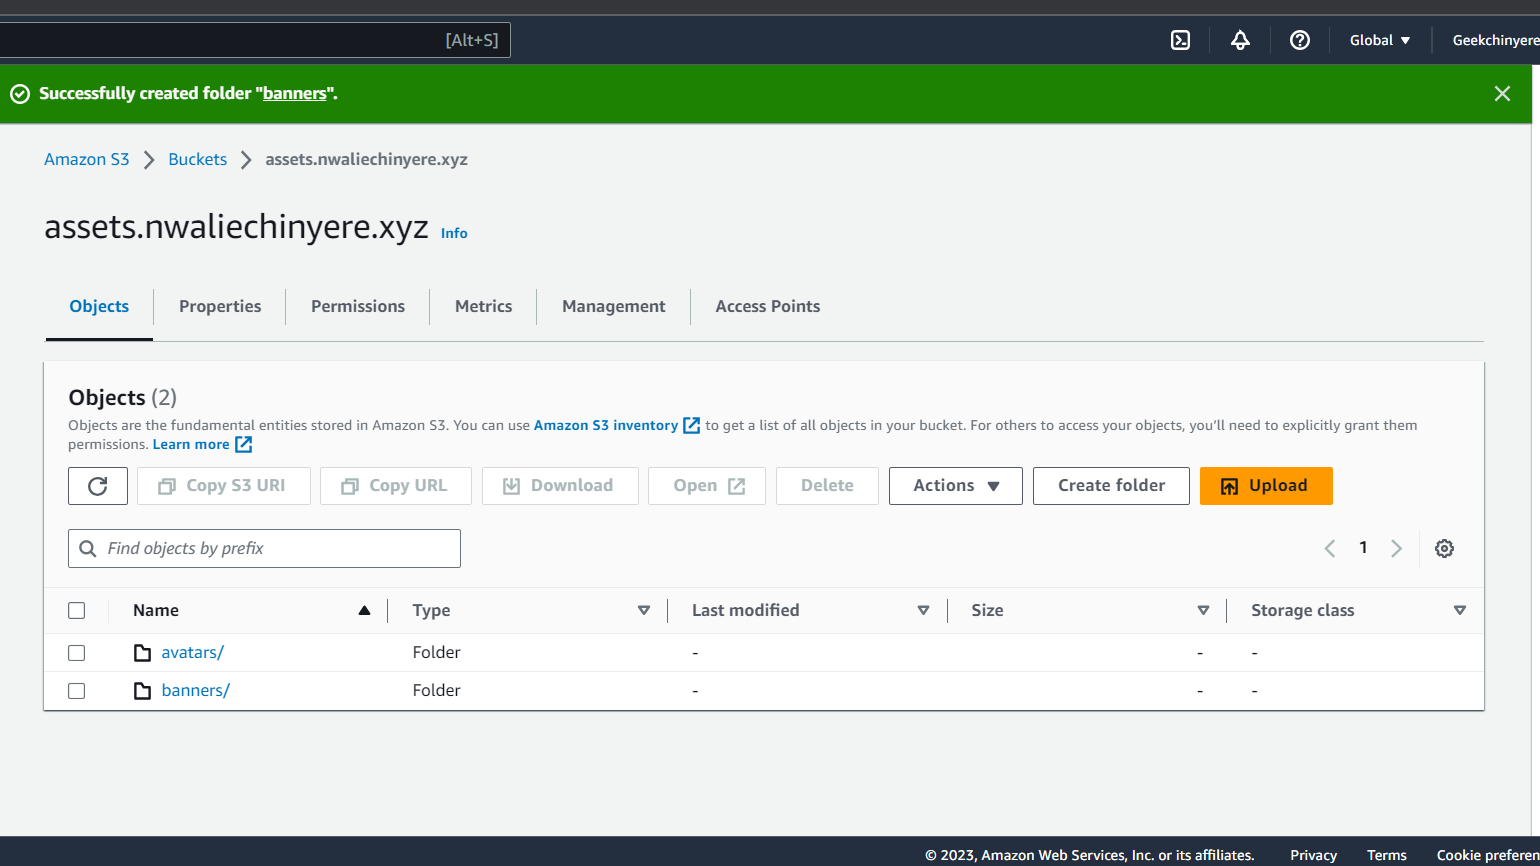 [Alt+S]
Global ▼
Geekchinyere
Successfully created folder "banners".
Amazon S3 > Buckets > assets.nwaliechinyere.xyz
assets.nwaliechinyere.xyz Info
Objects
Properties
Permissions
Metrics
Management
Access Points
Objects (2)
Objects are the fundamental entities stored in Amazon S3. You can use Amazon S3 inventory to get a list of all objects in your bucket. For others to access your objects, you'll need to explicitly grant them
permissions. Learn more
Copy S3 URI
Copy URL
Download
Open
Delete
Actions ▼
Create folder
Upload
Find objects by prefix
1
Name ▲ Type Last modified Size Storage class
avatars/ Folder - - -
banners/ Folder - - -
© 2023, Amazon Web Services, Inc. or its affiliates. Privacy Terms Cookie preferen